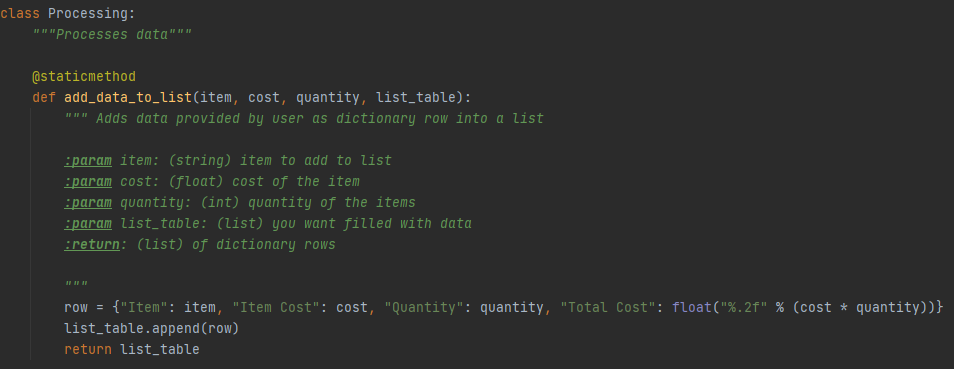 class Processing:
    """Processes data"""

    @staticmethod
    def add_data_to_list(item, cost, quantity, list_table):
        """ Adds data provided by user as dictionary row into a list

        :param item: (string) item to add to list
        :param cost: (float) cost of the item
        :param quantity: (int) quantity of the items
        :param list_table: (list) you want filled with data
        :return: (list) of dictionary rows

        """
        row = {"Item": item, "Item Cost": cost, "Quantity": quantity, "Total Cost": float("%.2f" % (cost * quantity))}
        list_table.append(row)
        return list_table